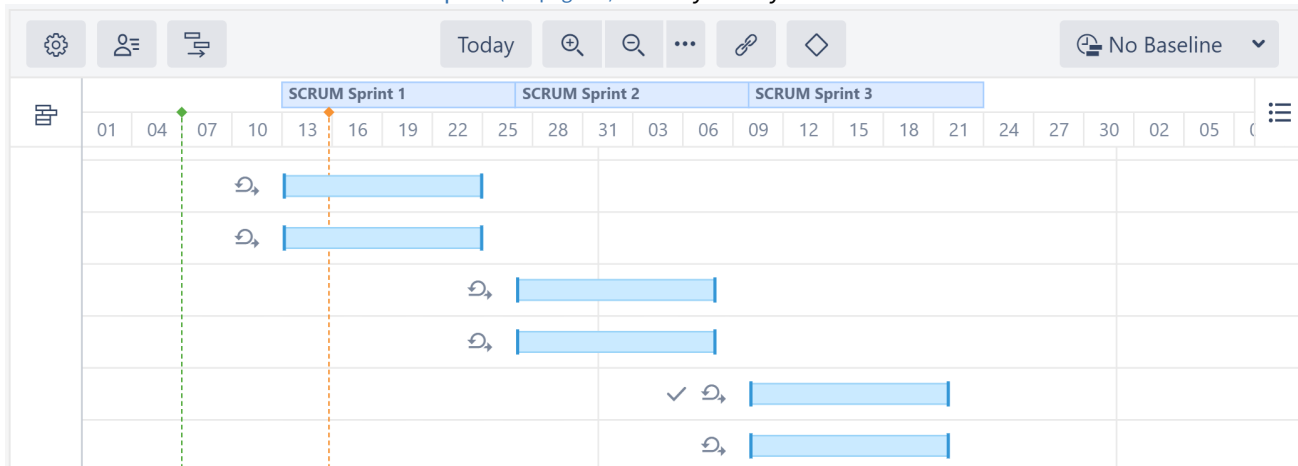 Today
No Baseline
SCRUM Sprint 1 SCRUM Sprint 2 SCRUM Sprint 3
01 04 07 10 13 16 19 22 25 28 31 03 06 09 12 15 18 21 24 27 30 02 05